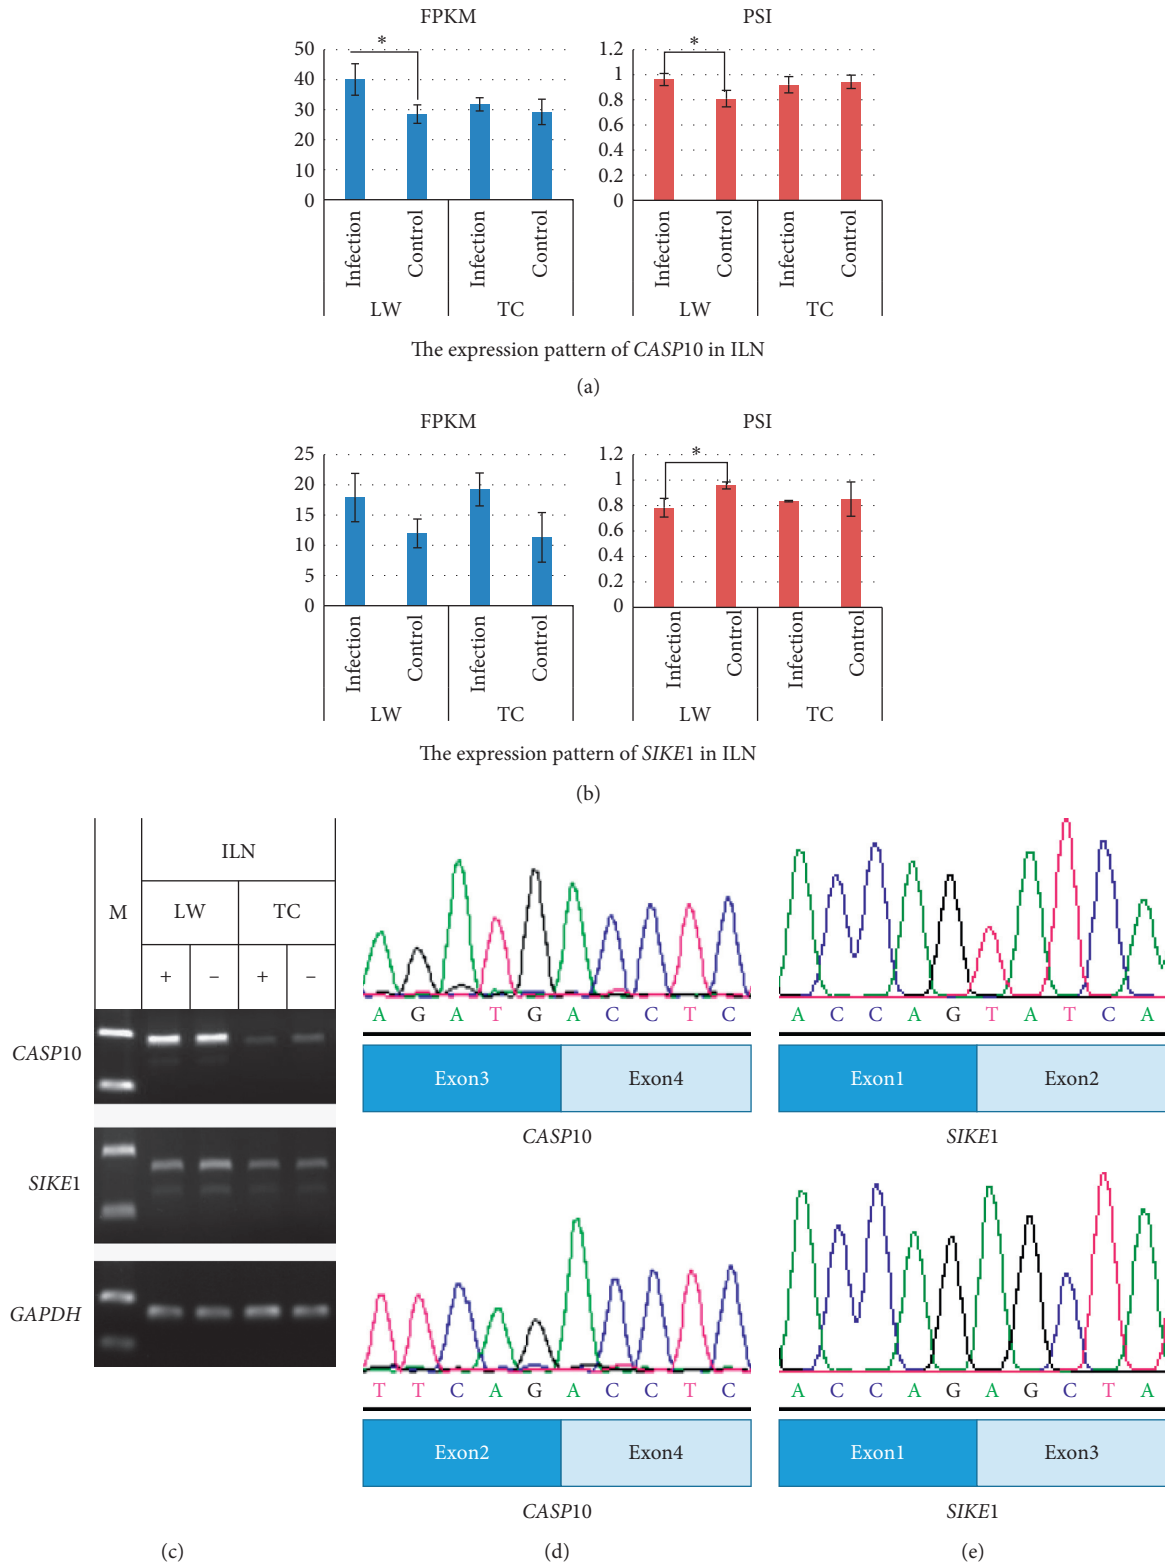 FPKM PSI
* *
50 1.2
40 1
30 0.8
20 0.6
10 0.4
0 0.2
0
Infection Control Infection Control Infection Control Infection Control
LW TC LW TC
The expression pattern of CASP10 in ILN
(a)
FPKM PSI
*
25 1.2
20 1
15 0.8
10 0.6
5 0.4
0 0.2
0
Infection Control Infection Control Infection Control Infection Control
LW TC LW TC
The expression pattern of SIKE1 in ILN
(b)
ILN
M LW TC
+ − + −
CASP10
SIKE1
GAPDH
(c)
A G A T G A C C T C
Exon3 Exon4
CASP10
T T C A G A C C T C
Exon2 Exon4
CASP10
(d)
A C C A G T A T C A
Exon1 Exon2
SIKE1
A C C A G A G C T A
Exon1 Exon3
SIKE1
(e)